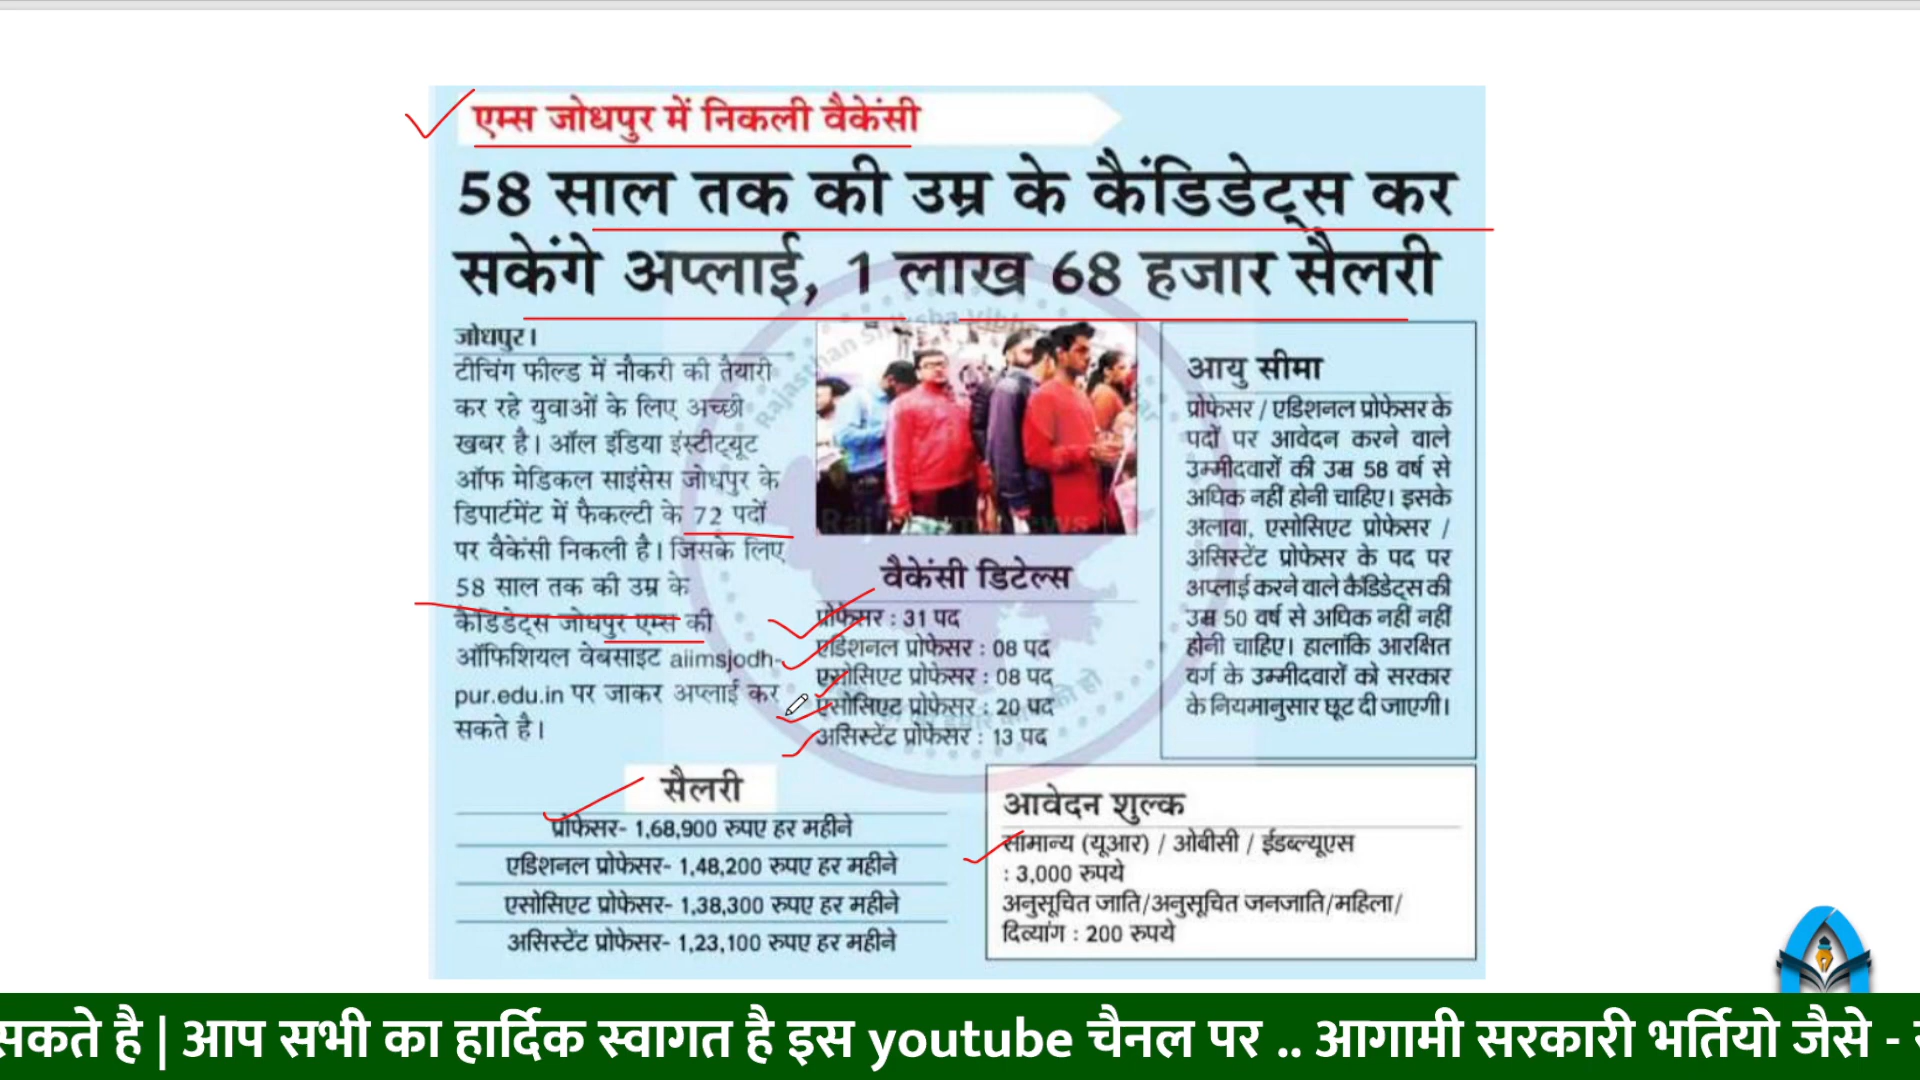 एम्स जोधपुर में निकली वैकेंसी
58 साल तक की उम्र के कैंडिडेट्स कर
सकेंगे अप्लाई, 1 लाख 68 हजार सैलरी
जोधपुर।
टीचिंग फील्ड में नौकरी की तैयारी
कर रहे युवाओं के लिए अच्छी
खबर है। ऑल इंडिया इंस्टीट्यूट
ऑफ मेडिकल साइंसेस जोधपुर के
डिपार्टमेंट में फैकल्टी के 72 पदों
पर वैकेंसी निकली है। जिसके लिए
58 साल तक की उम्र के
कैंडिडेट्स जोधपुर एम्स की
ऑफिशियल वेबसाइट aiimsjodh-
pur.edu.in पर जाकर अप्लाई कर
सकते है।
वैकेंसी डिटेल्स
प्रोफेसर : 31 पद
एडिशनल प्रोफेसर : 08 पद
एसोसिएट प्रोफेसर : 08 पद
एसोसिएट प्रोफेसर : 20 पद
असिस्टेंट प्रोफेसर : 13 पद
आयु सीमा
प्रोफेसर / एडिशनल प्रोफेसर के
पदों पर आवेदन करने वाले
उम्मीदवारों की उम्र 58 वर्ष से
अधिक नहीं होनी चाहिए। इसके
अलावा, एसोसिएट प्रोफेसर /
असिस्टेंट प्रोफेसर के पद पर
अप्लाई करने वाले कैंडिडेट्स की
उम्र 50 वर्ष से अधिक नहीं नहीं
होनी चाहिए। हालांकि आरक्षित
वर्ग के उम्मीदवारों को सरकार
के नियमानुसार छूट दी जाएगी।
सैलरी
प्रोफेसर- 1,68,900 रुपए हर महीने
एडिशनल प्रोफेसर- 1,48,200 रुपए हर महीने
एसोसिएट प्रोफेसर- 1,38,300 रुपए हर महीने
असिस्टेंट प्रोफेसर- 1,23,100 रुपए हर महीने
आवेदन शुल्क
सामान्य (यूआर) / ओबीसी / ईडब्ल्यूएस
: 3,000 रुपये
अनुसूचित जाति/अनुसूचित जनजाति/महिला/
दिव्यांग : 200 रुपये
सकते है | आप सभी का हार्दिक स्वागत है इस youtube चैनल पर .. आगामी सरकारी भर्तियो जैसे -